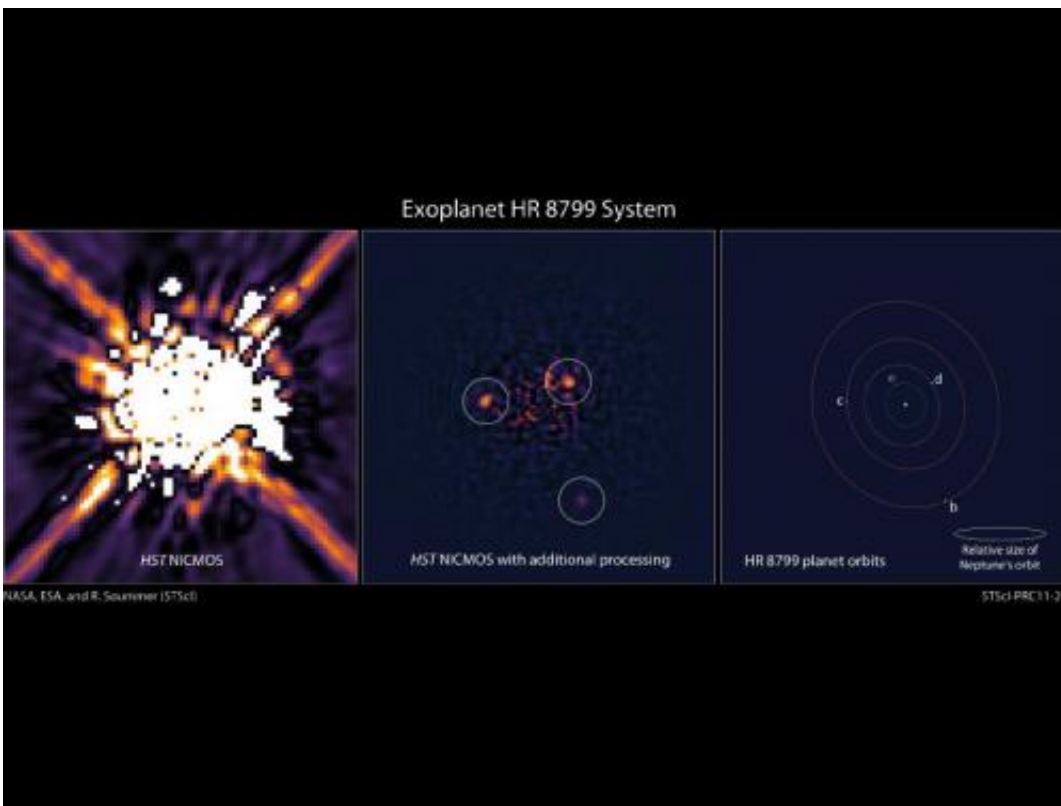 Exoplanet HR 8799 System
HST NICMOS
HST NICMOS with additional processing
c
e
d
b
HR 8799 planet orbits
Relative size of
Neptune's orbit
NASA, ESA, and R. Soummer (STScI)
STScI-PRC11-2